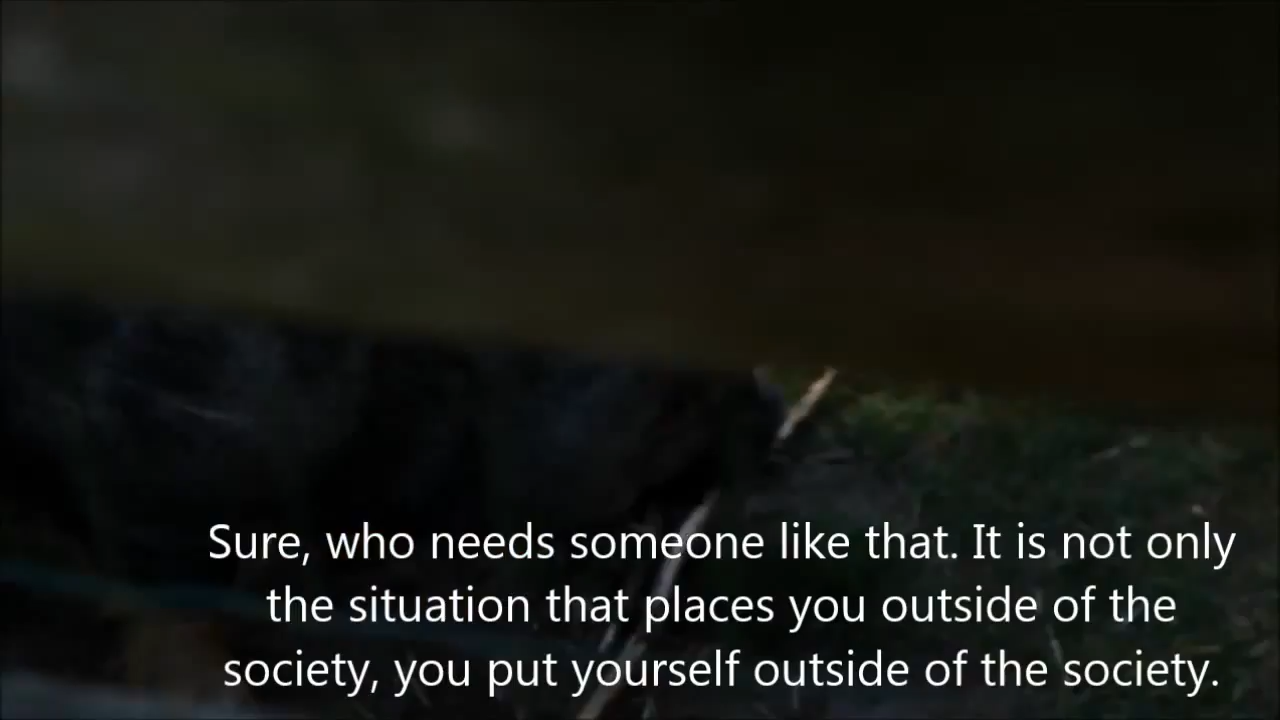 Sure, who needs someone like that. It is not only
the situation that places you outside of the
society, you put yourself outside of the society.